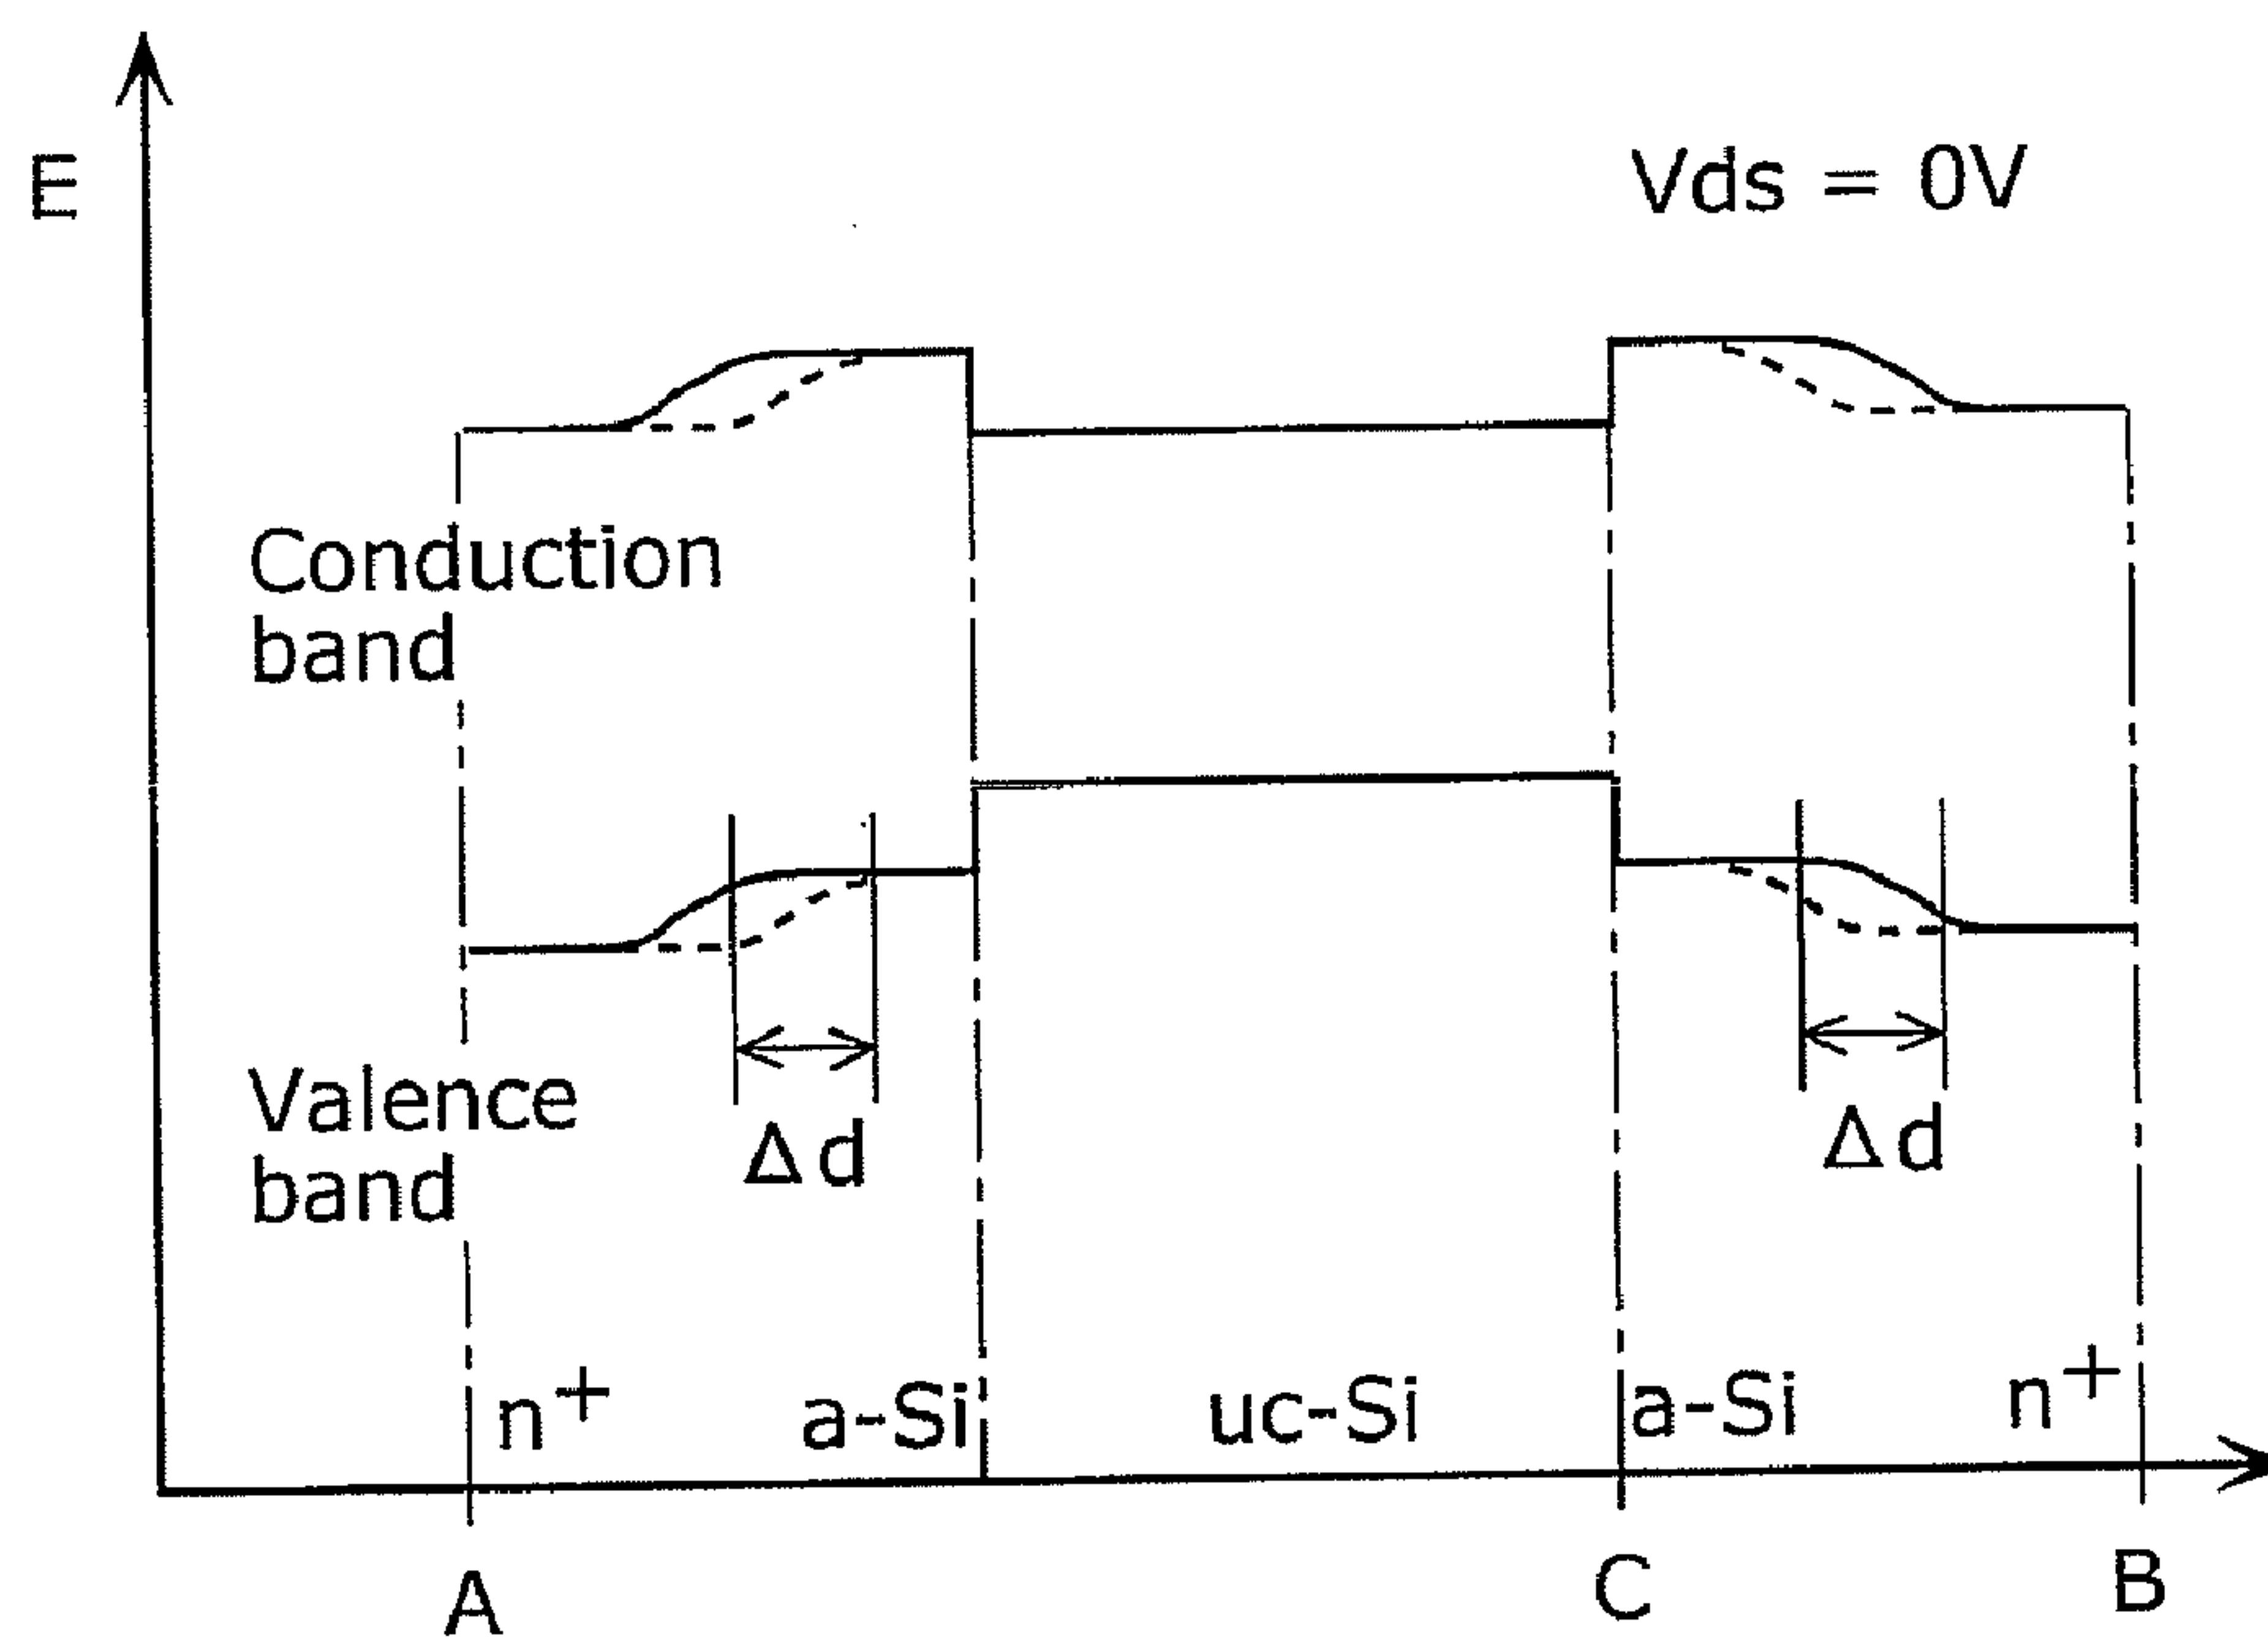 E
Vds = 0V
Conduction
band
Valence
band
Δd
Δd
n+
a-Si
uc-Si
a-Si
n+
A
C
B